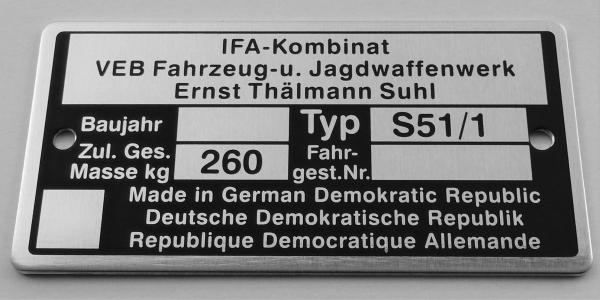 IFA-Kombinat
VEB Fahrzeug-u. Jagdwaffenwerk
Ernst Thälmann Suhl
Baujahr Typ S51/1
Zul. Ges. Masse kg 260 Fahr-gest.Nr.
Made in German Demokratic Republic
Deutsche Demokratische Republik
Republique Democratique Allemande